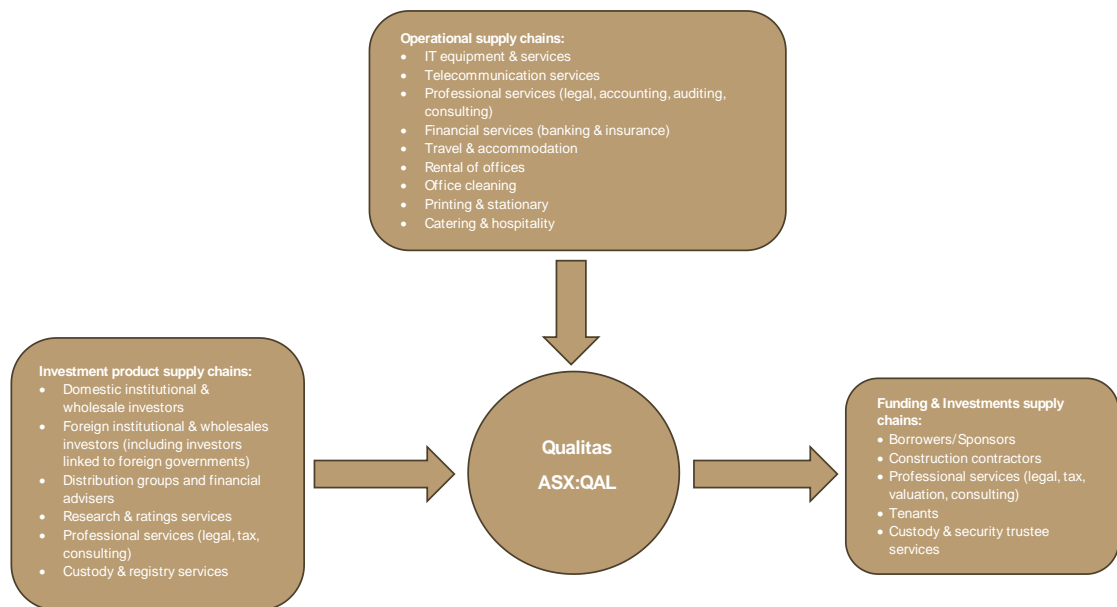 Operational supply chains:
• IT equipment & services
• Telecommunication services
• Professional services (legal, accounting, auditing,
consulting)
• Financial services (banking & insurance)
• Travel & accommodation
• Rental of offices
• Office cleaning
• Printing & stationary
• Catering & hospitality
Investment product supply chains:
• Domestic institutional &
wholesale investors
• Foreign institutional & wholesales
investors (including investors
linked to foreign governments)
• Distribution groups and financial
advisers
• Research & ratings services
• Professional services (legal, tax,
consulting)
• Custody & registry services
Qualitas
ASX:QAL
Funding & Investments supply
chains:
• Borrowers/Sponsors
• Construction contractors
• Professional services (legal, tax,
valuation, consulting)
• Tenants
• Custody & security trustee
services